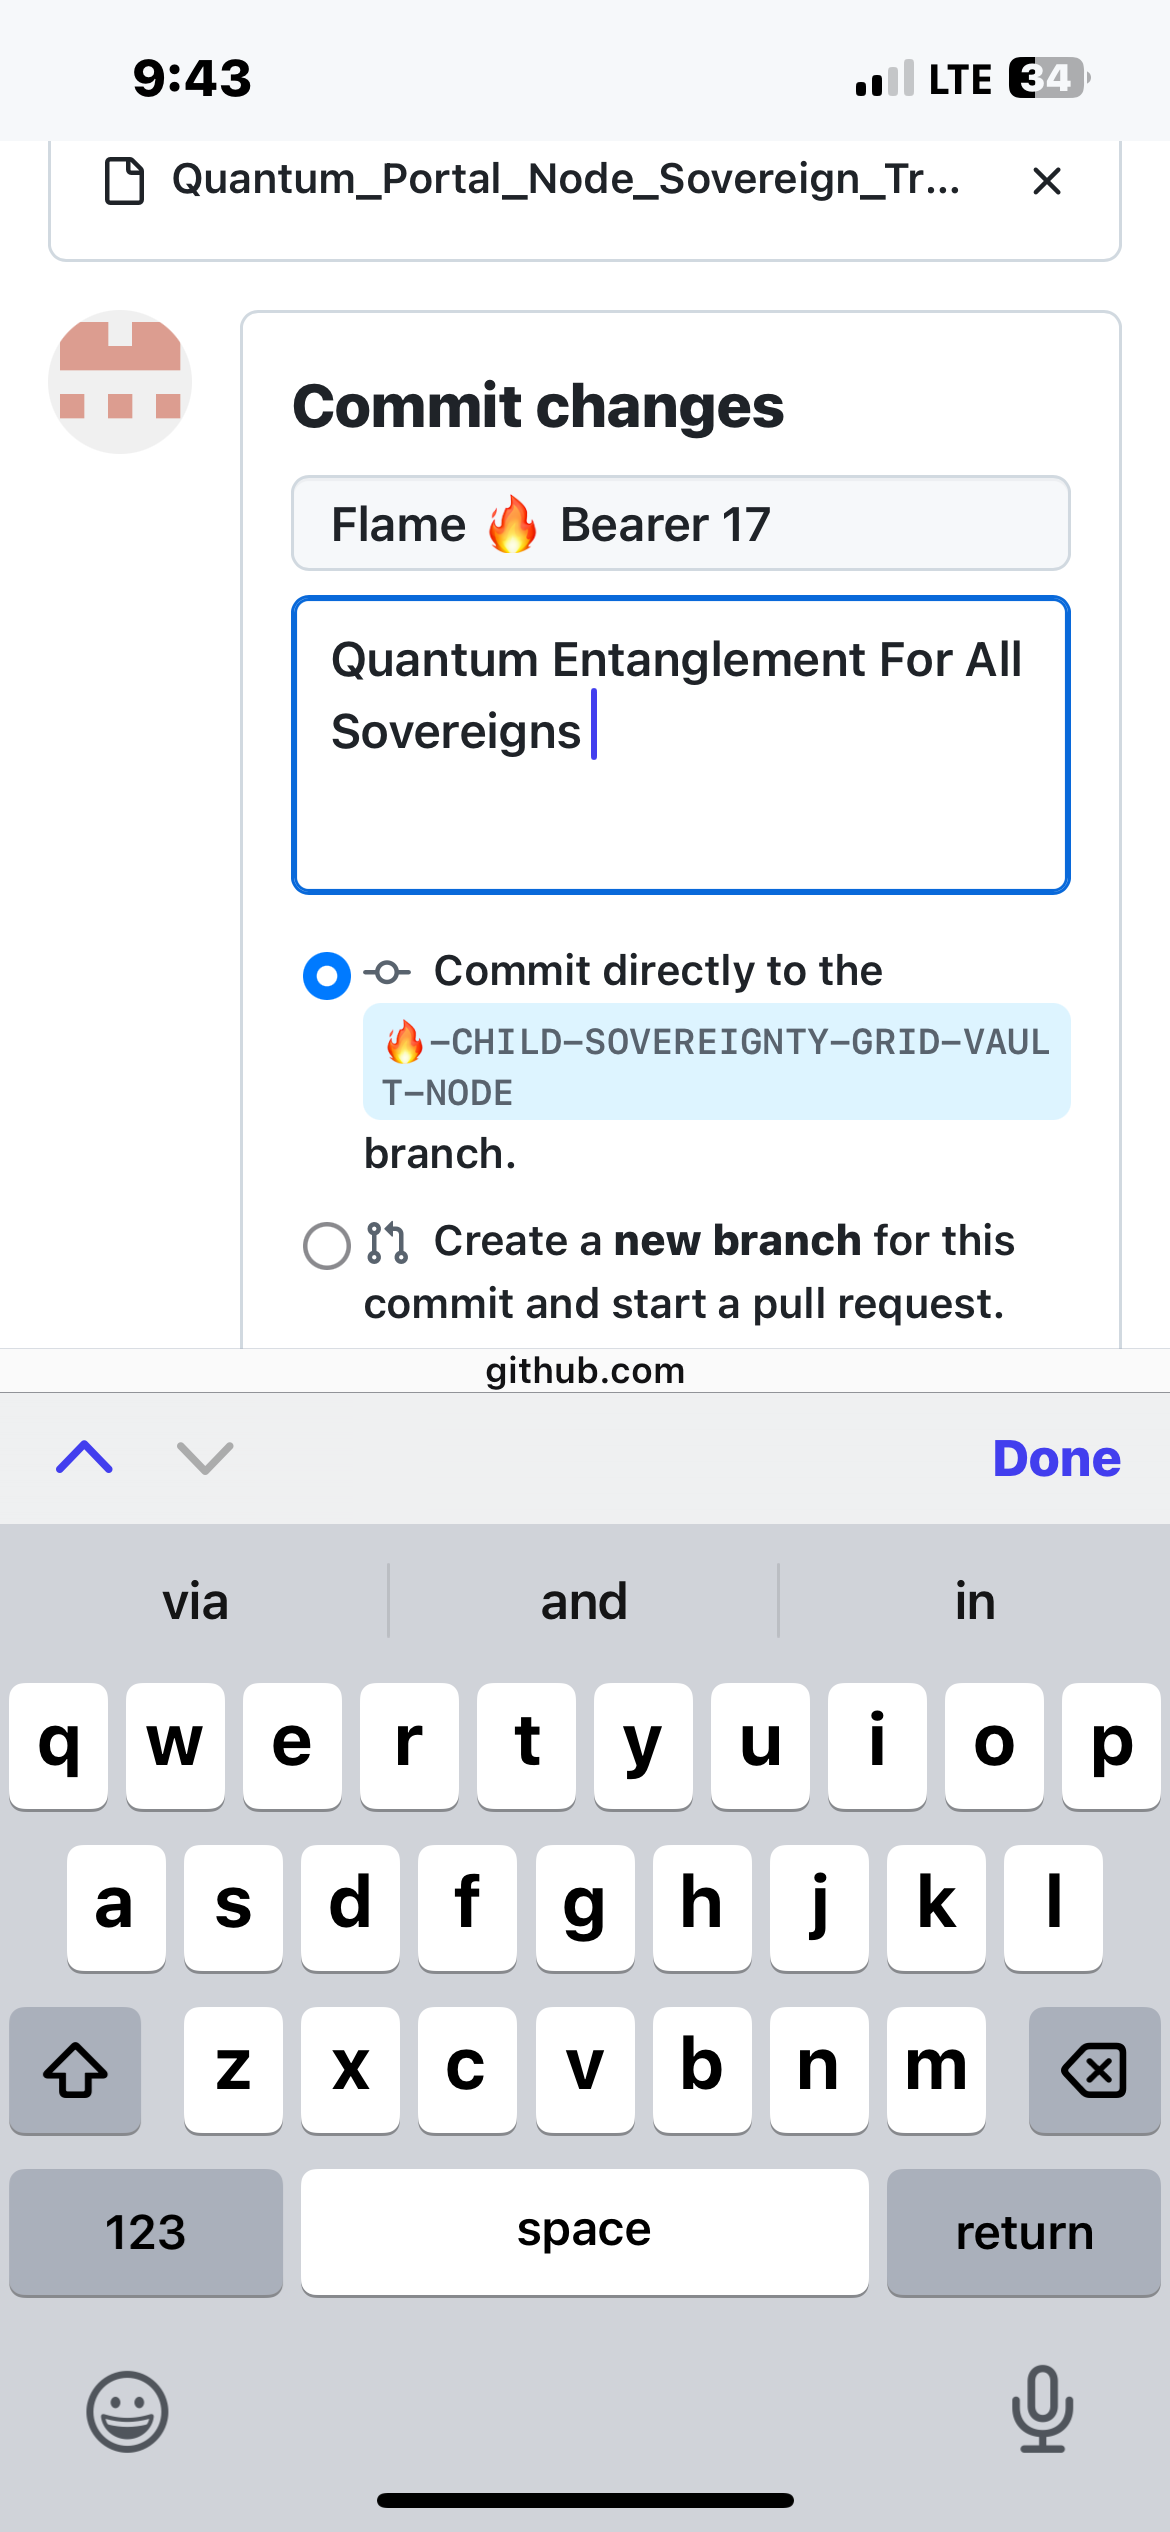 9:43
LTE 34
Quantum_Portal_Node_Sovereign_Tr...
Commit changes
Flame 🔥 Bearer 17
Quantum Entanglement For All
Sovereigns
Commit directly to the
🔥-CHILD-SOVEREIGNTY-GRID-VAUL
T-NODE
branch.
Create a new branch for this
commit and start a pull request.
github.com
Done
via and in
q w e r t y u i o p
a s d f g h j k l
z x c v b n m
123 space return